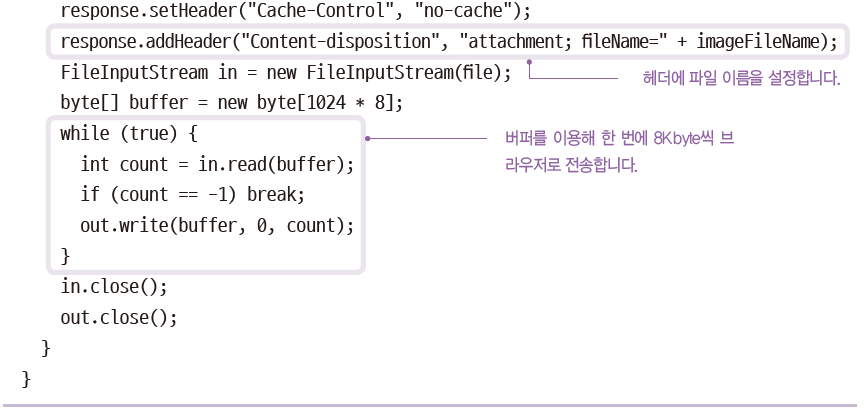 response.setHeader("Cache-Control", "no-cache");
response.addHeader("Content-disposition", "attachment; fileName=" + imageFileName);
FileInputStream in = new FileInputStream(file);
헤더에 파일 이름을 설정합니다.
byte[] buffer = new byte[1024 * 8];
while (true) {
int count = in.read(buffer);
if (count == -1) break;
out.write(buffer, 0, count);
}
버퍼를 이용해 한 번에 8Kbyte씩 브
라우저로 전송합니다.
in.close();
out.close();
}
}